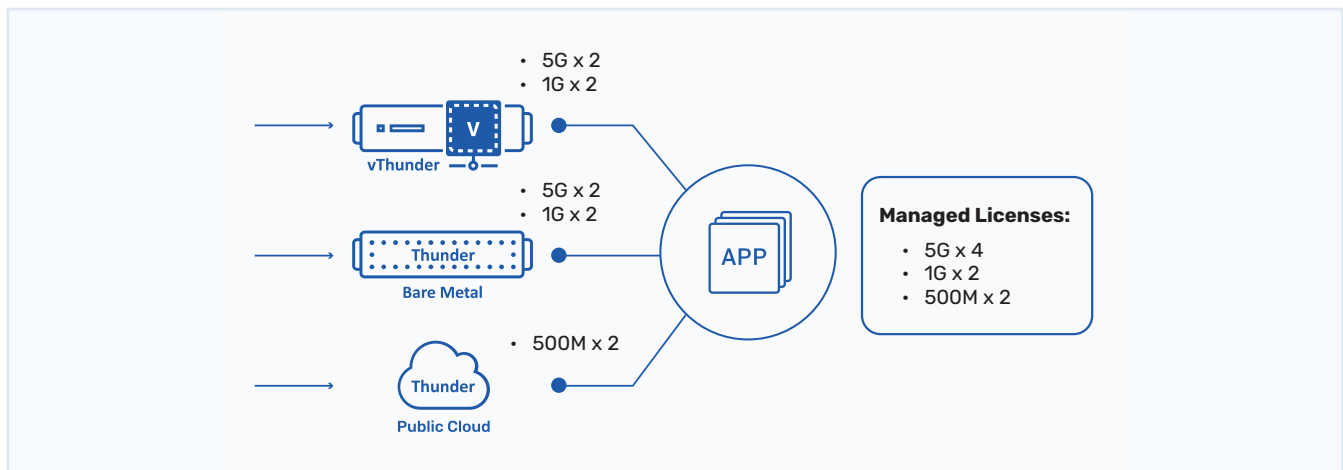 • 5G x 2
• 1G x 2
V
vThunder
• 5G x 2
• 1G x 2
Thunder
Bare Metal
• 500M x 2
Thunder
Public Cloud
APP
Managed Licenses:
• 5G x 4
• 1G x 2
• 500M x 2